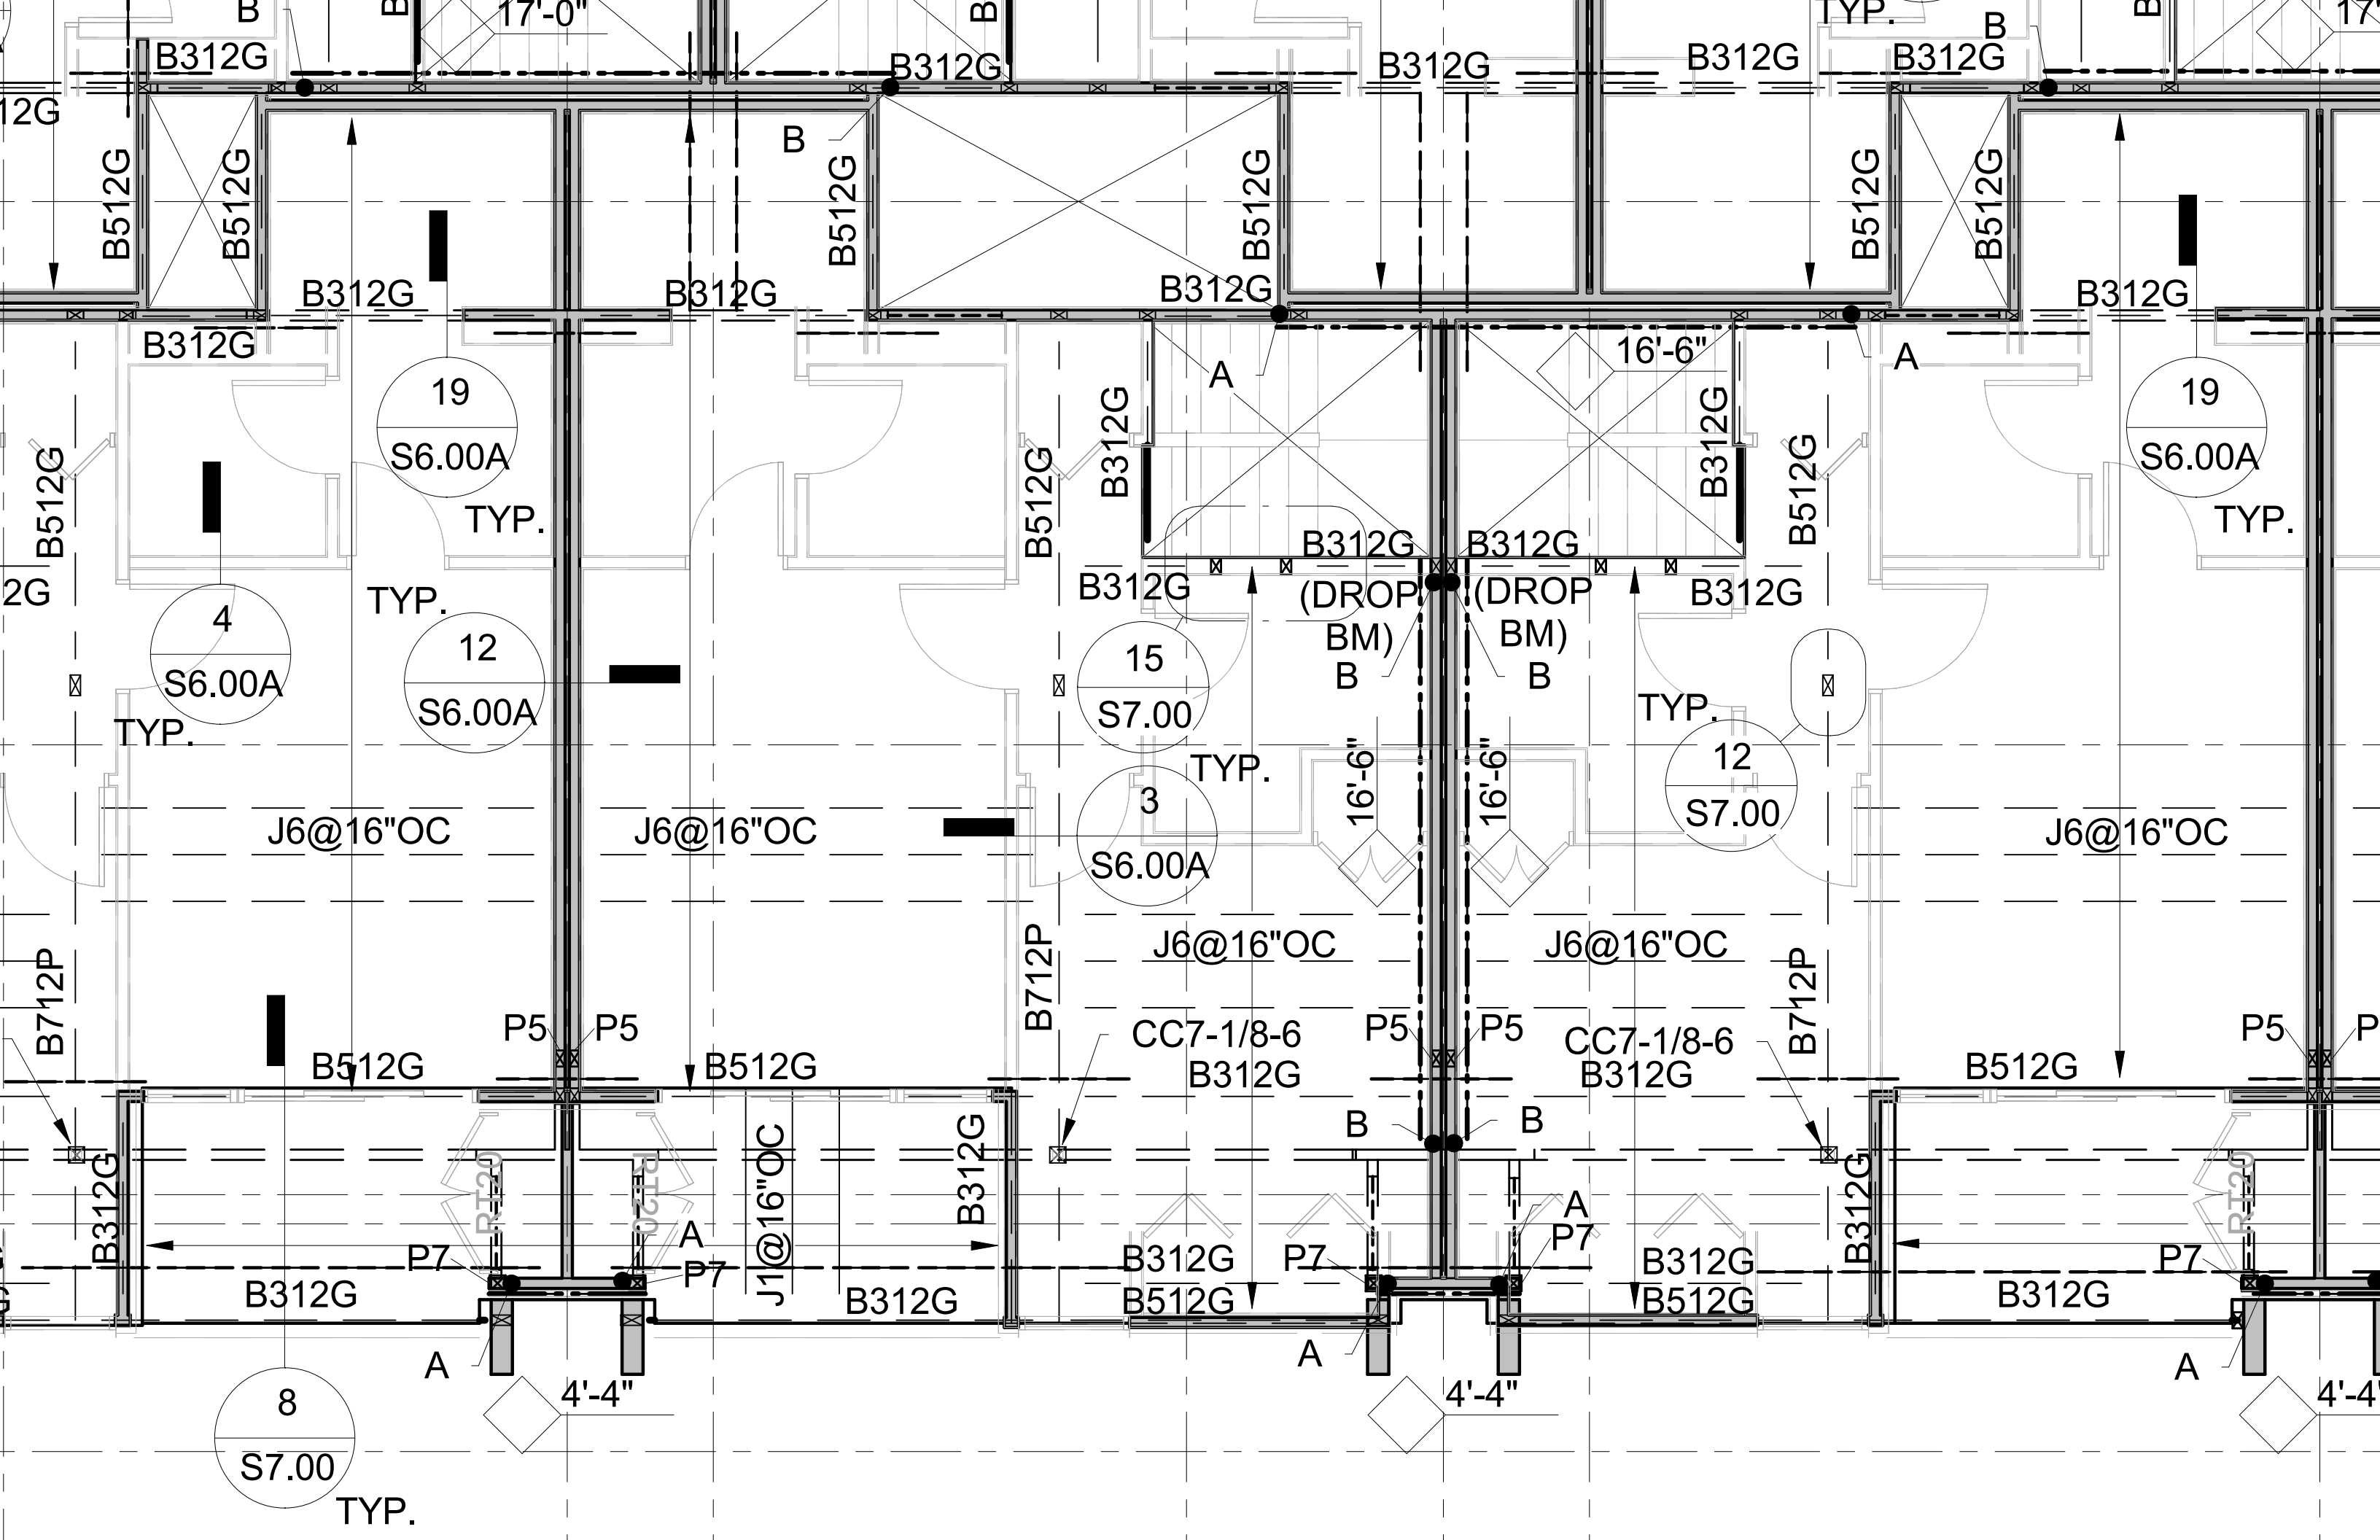 B
B
17'-0"
B
TYP.
B
B
17'
B312G
B312G
B312G
B312G
B312G
12G
B
B512G
B512G
B512G
B512G
B512G
B512G
B312G
B312G
B312G
B312G
B312G
A
16'-6"
A
19
S6.00A
TYP.
19
S6.00A
TYP.
B512G
B512G
B312G
B312G
B512G
B312G
B312G
(DROP
BM)
B
(DROP
BM)
B
2G
B312G
B312G
4
S6.00A
TYP.
TYP.
12
S6.00A
15
S7.00
TYP.
3
S6.00A
TYP.
12
S7.00
16'-6"
16'-6"
J6@16"OC
J6@16"OC
J6@16"OC
J6@16"OC
J6@16"OC
B712P
B712P
B712P
P5
P5
CC7-1/8-6
P5
P5
CC7-1/8-6
P5
P
B512G
B512G
B312G
B312G
B512G
B
B
B312G
RT20
RT20
J1@16"OC
B312G
B312G
RT20
A
P7
P7
A
P7
P7
P7
B312G
B312G
B312G
B512G
B312G
B512G
B312G
G
A
A
A
4'-4"
4'-4"
4'-4"
8
S7.00
TYP.